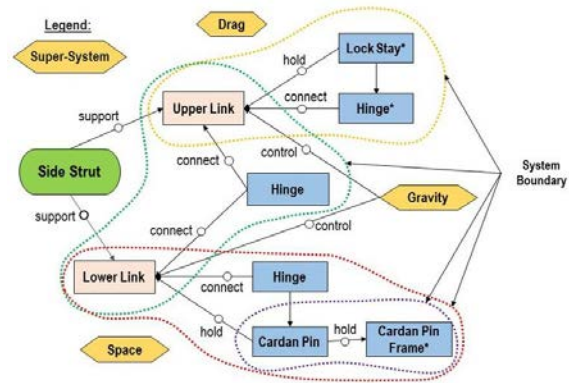 Legend:
Super-System
Drag
Lock Stay*
hold
Upper Link
connect
Hinge*
support
control
connect
System
Boundary
Side Strut
Hinge
Gravity
support
connect
control
Lower Link
Hinge
connect
hold
Cardan Pin
hold
Cardan Pin
Frame*
Space